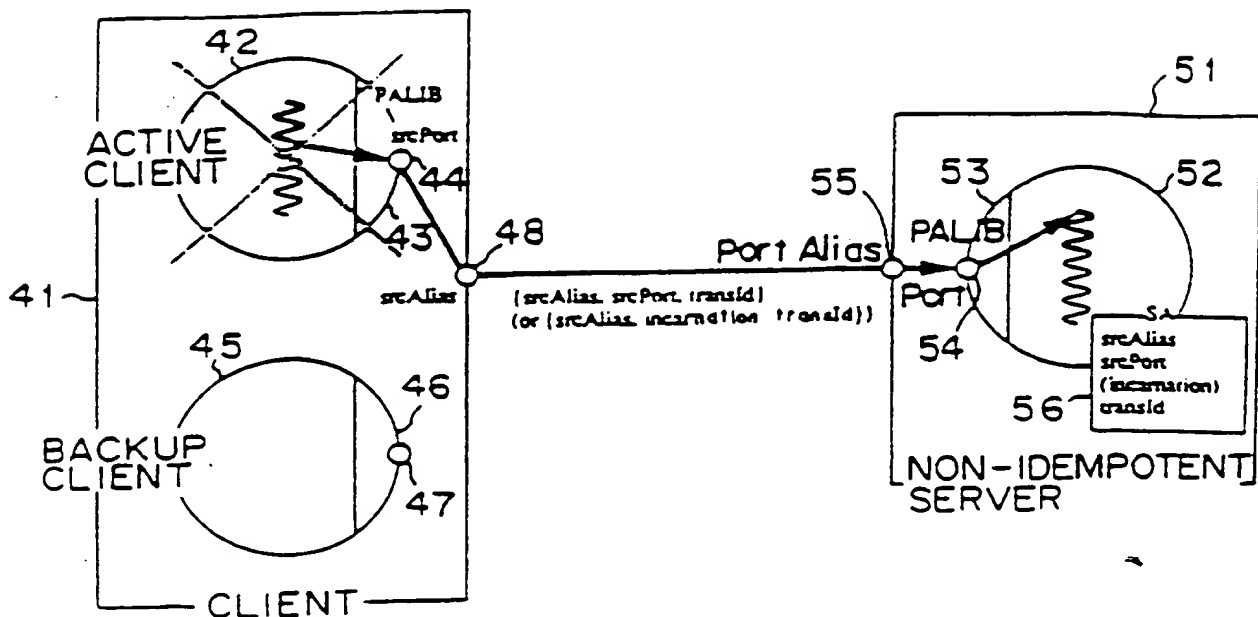 42
PALIB
srcPort
ACTIVE
CLIENT
44
43
48
srcAlias
41
45
46
BACKUP
CLIENT
47
CLIENT
Port Alias
(srcAlias, srcPort, transId)
(or (srcAlias, incarnation transId))
51
55
53
52
PALIB
Port
54
srcAlias
srcPort
(incarnation)
transId
56
NON-IDEMPOTENT
SERVER